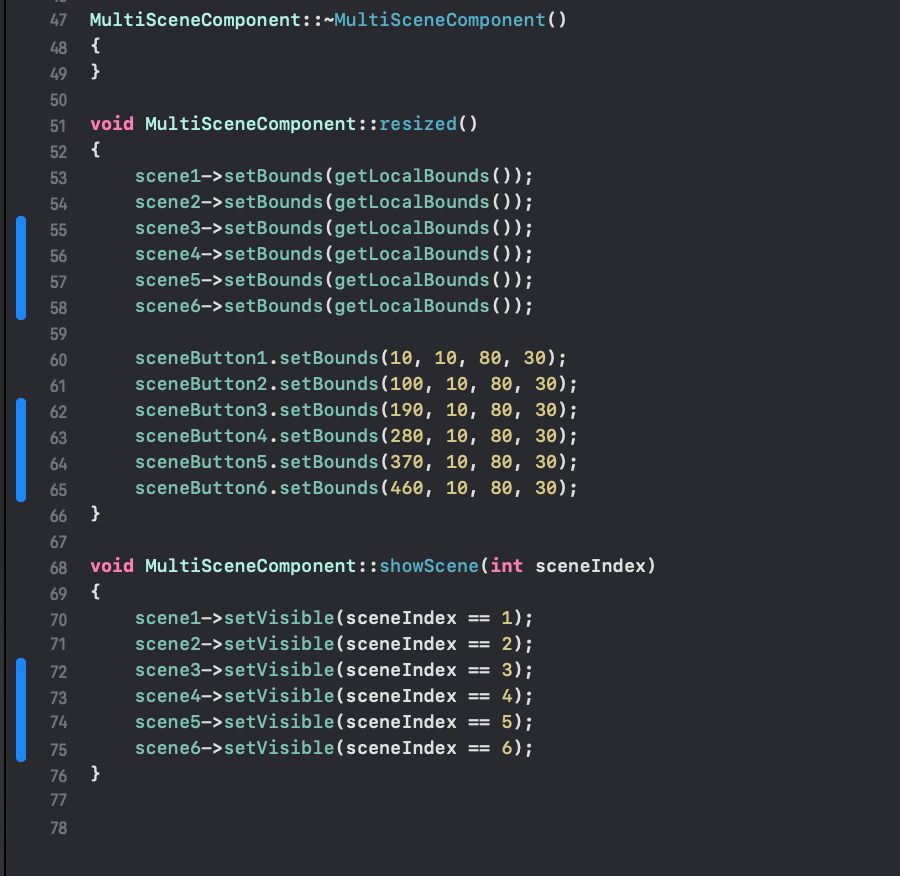 47 MultiSceneComponent::~MultiSceneComponent()
48 {
49 }
50
51 void MultiSceneComponent::resized()
52 {
53     scene1->setBounds(getLocalBounds());
54     scene2->setBounds(getLocalBounds());
55     scene3->setBounds(getLocalBounds());
56     scene4->setBounds(getLocalBounds());
57     scene5->setBounds(getLocalBounds());
58     scene6->setBounds(getLocalBounds());
59
60     sceneButton1.setBounds(10, 10, 80, 30);
61     sceneButton2.setBounds(100, 10, 80, 30);
62     sceneButton3.setBounds(190, 10, 80, 30);
63     sceneButton4.setBounds(280, 10, 80, 30);
64     sceneButton5.setBounds(370, 10, 80, 30);
65     sceneButton6.setBounds(460, 10, 80, 30);
66 }
67
68 void MultiSceneComponent::showScene(int sceneIndex)
69 {
70     scene1->setVisible(sceneIndex == 1);
71     scene2->setVisible(sceneIndex == 2);
72     scene3->setVisible(sceneIndex == 3);
73     scene4->setVisible(sceneIndex == 4);
74     scene5->setVisible(sceneIndex == 5);
75     scene6->setVisible(sceneIndex == 6);
76 }
77
78